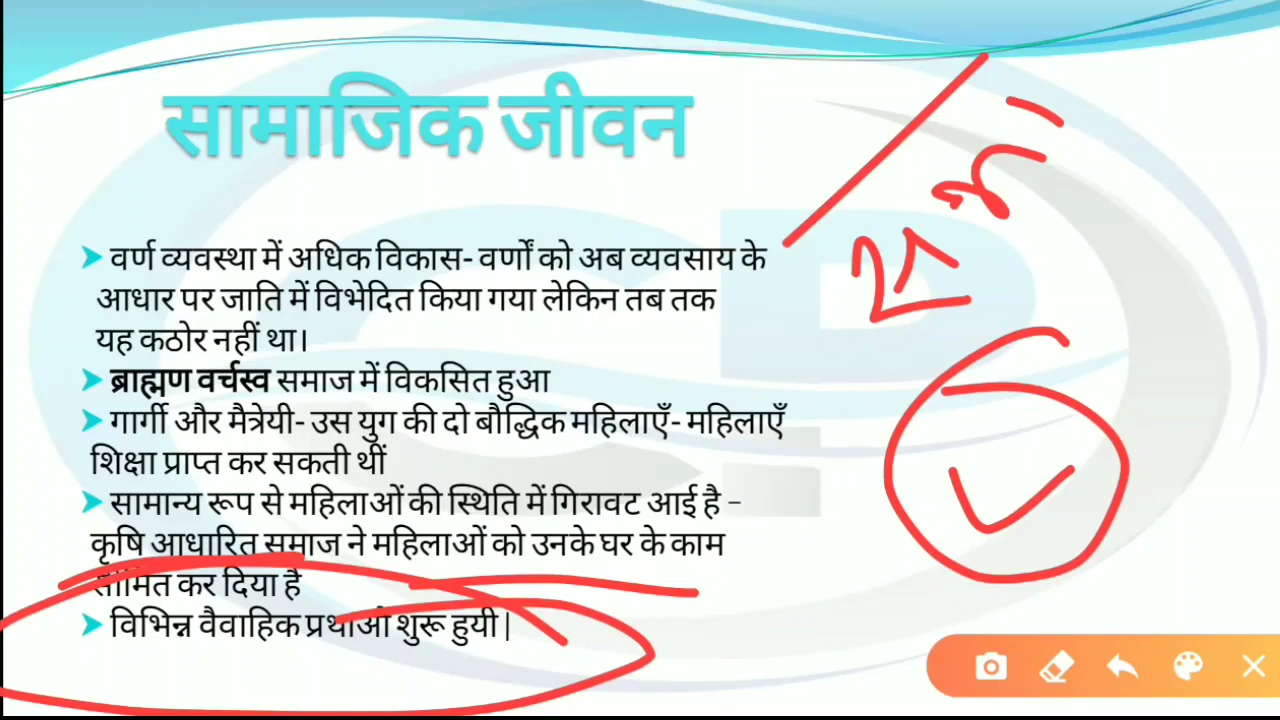 सामाजिक जीवन
वर्ण व्यवस्था में अधिक विकास- वर्णों को अब व्यवसाय के
आधार पर जाति में विभेदित किया गया लेकिन तब तक
यह कठोर नहीं था।
ब्राह्मण वर्चस्व समाज में विकसित हुआ
गार्गी और मैत्रेयी- उस युग की दो बौद्धिक महिलाएँ- महिलाएँ
शिक्षा प्राप्त कर सकती थीं
सामान्य रूप से महिलाओं की स्थिति में गिरावट आई है –
कृषि आधारित समाज ने महिलाओं को उनके घर के काम
सीमित कर दिया है
विभिन्न वैवाहिक प्रथाओं शुरू हुयी|